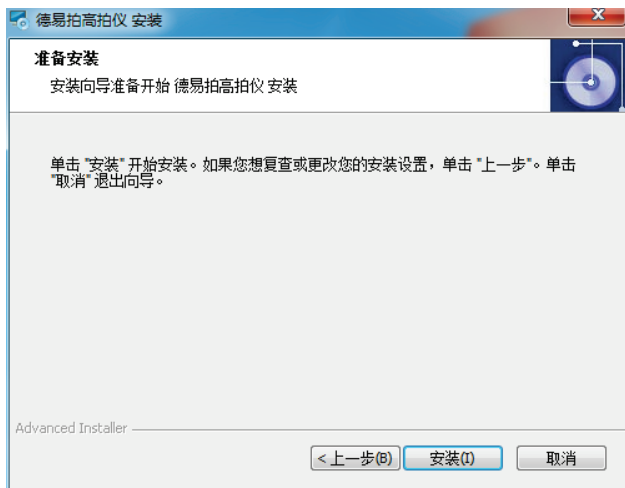 德易拍高拍仪 安装
准备安装
安装向导准备开始 德易拍高拍仪 安装
单击 "安装" 开始安装。如果您想复查或更改您的安装设置，单击 "上一步"。单击
"取消" 退出向导。
Advanced Installer
<上一步(B) 安装(I) 取消